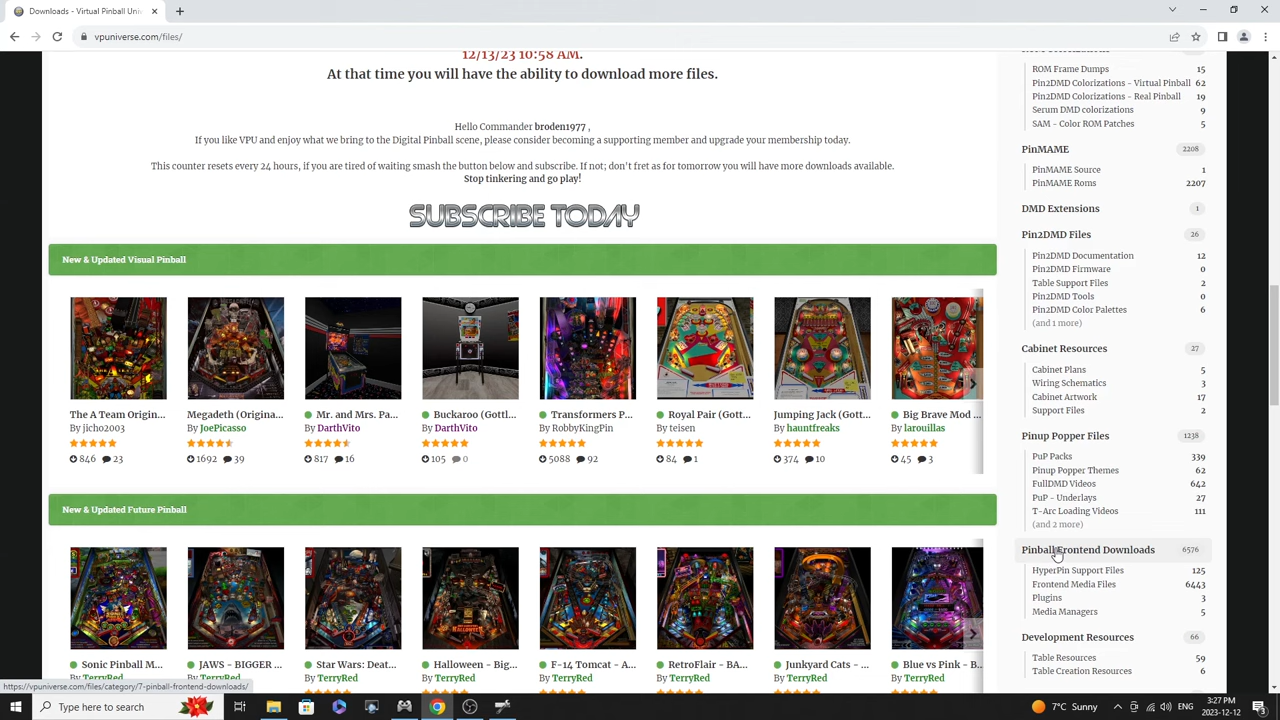 Downloads - Virtual Pinball Uni
vpuniverse.com/files/
12/13/23 10:58 AM.
At that time you will have the ability to download more files.
Hello Commander broden1977 ,
If you like VPU and enjoy what we bring to the Digital Pinball scene, please consider becoming a supporting member and upgrade your membership today.
This counter resets every 24 hours, if you are tired of waiting smash the button below and subscribe. If not; don't fret as for tomorrow you will have more downloads available.
Stop tinkering and go play!
SUBSCRIBE TODAY
New & Updated Visual Pinball
The A Team Origin... Megadeth (Origina... Mr. and Mrs. Pa... Buckaroo (Gottl... Transformers P... Royal Pair (Gott... Jumping Jack (Gott... Big Brave Mod ...
By jicho2003 By JoePicasso By DarthVito By DarthVito By RobbyKingPin By teisen By hauntfreaks By larouillas
846 23 1692 39 817 16 105 0 5088 92 84 1 374 10 45 3
New & Updated Future Pinball
Sonic Pinball M... JAWS - BIGGER ... Star Wars: Deat... Halloween - Big... F-14 Tomcat - A... RetroFlair - BA... Junkyard Cats - ... Blue vs Pink - B...
By TerryRed By TerryRed By TerryRed By TerryRed By TerryRed By TerryRed By TerryRed By TerryRed
ROM Frame Dumps 15
Pin2DMD Colorizations - Virtual Pinball 62
Pin2DMD Colorizations - Real Pinball 19
Serum DMD colorizations 9
SAM - Color ROM Patches 5
PinMAME 2208
PinMAME Source 1
PinMAME Roms 2207
DMD Extensions 1
Pin2DMD Files 26
Pin2DMD Documentation 12
Pin2DMD Firmware 0
Table Support Files 2
Pin2DMD Tools 0
Pin2DMD Color Palettes 6
(and 1 more)
Cabinet Resources 27
Cabinet Plans 5
Wiring Schematics 3
Cabinet Artwork 17
Support Files 2
Pinup Popper Files 1238
PuP Packs 339
Pinup Popper Themes 62
FullDMD Videos 642
PuP - Underlays 27
T-Arc Loading Videos 111
(and 2 more)
Pinball Frontend Downloads 6576
HyperPin Support Files 125
Frontend Media Files 6443
Plugins 3
Media Managers 5
Development Resources 66
Table Resources 59
Table Creation Resources 6
https://vpuniverse.com/files/category/7-pinball-frontend-downloads/
Type here to search
7°C Sunny
3:27 PM
2023-12-12
3